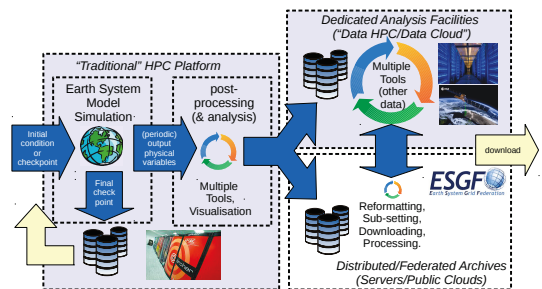 Dedicated Analysis Facilities
(“Data HPC/Data Cloud”)
“Traditional” HPC Platform
Earth System
Model
Simulation
post-
processing
(& analysis)
Multiple
Tools
(other
data)
Initial
condition
or
checkpoint
(periodic)
output
physical
variables
download
Final
check
point
Multiple
Tools,
Visualisation
ESGF
Earth System Grid Federation
Reformatting,
Sub-setting,
Downloading,
Processing.
Distributed/Federated Archives
(Servers/Public Clouds)